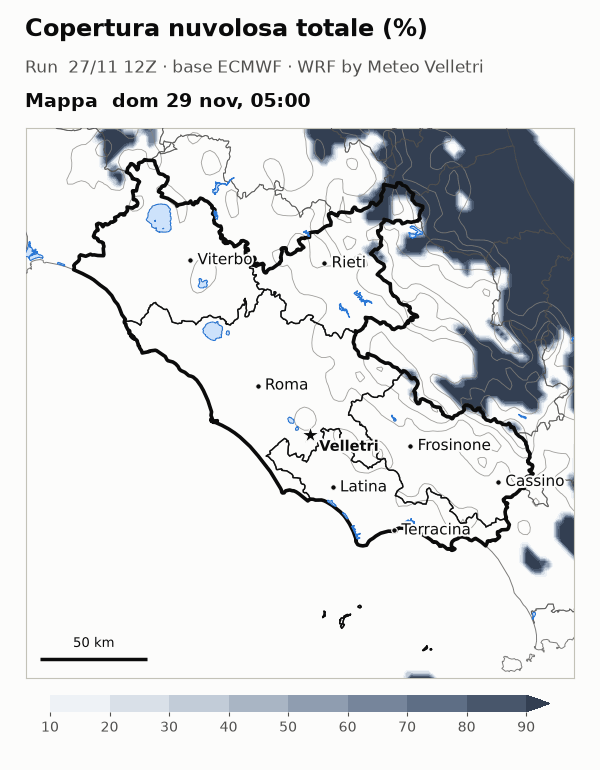 Copertura nuvolosa totale (%)
Run  27/11 12Z · base ECMWF · WRF by Meteo Velletri
Mappa  dom 29 nov, 05:00
Viterbo
Rieti
Roma
Velletri
Frosinone
Cassino
Latina
Terracina
50 km
10 20 30 40 50 60 70 80 90